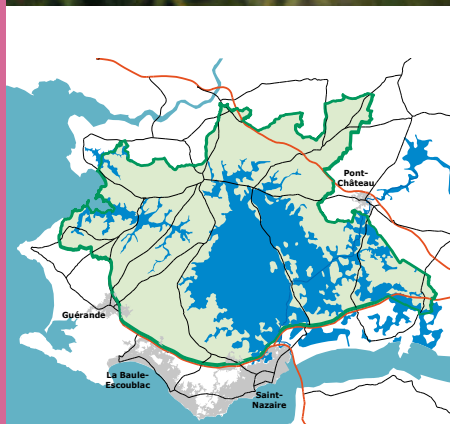 Pont-
Château
Guérande
La Baule-
Escoublac
Saint-
Nazaire